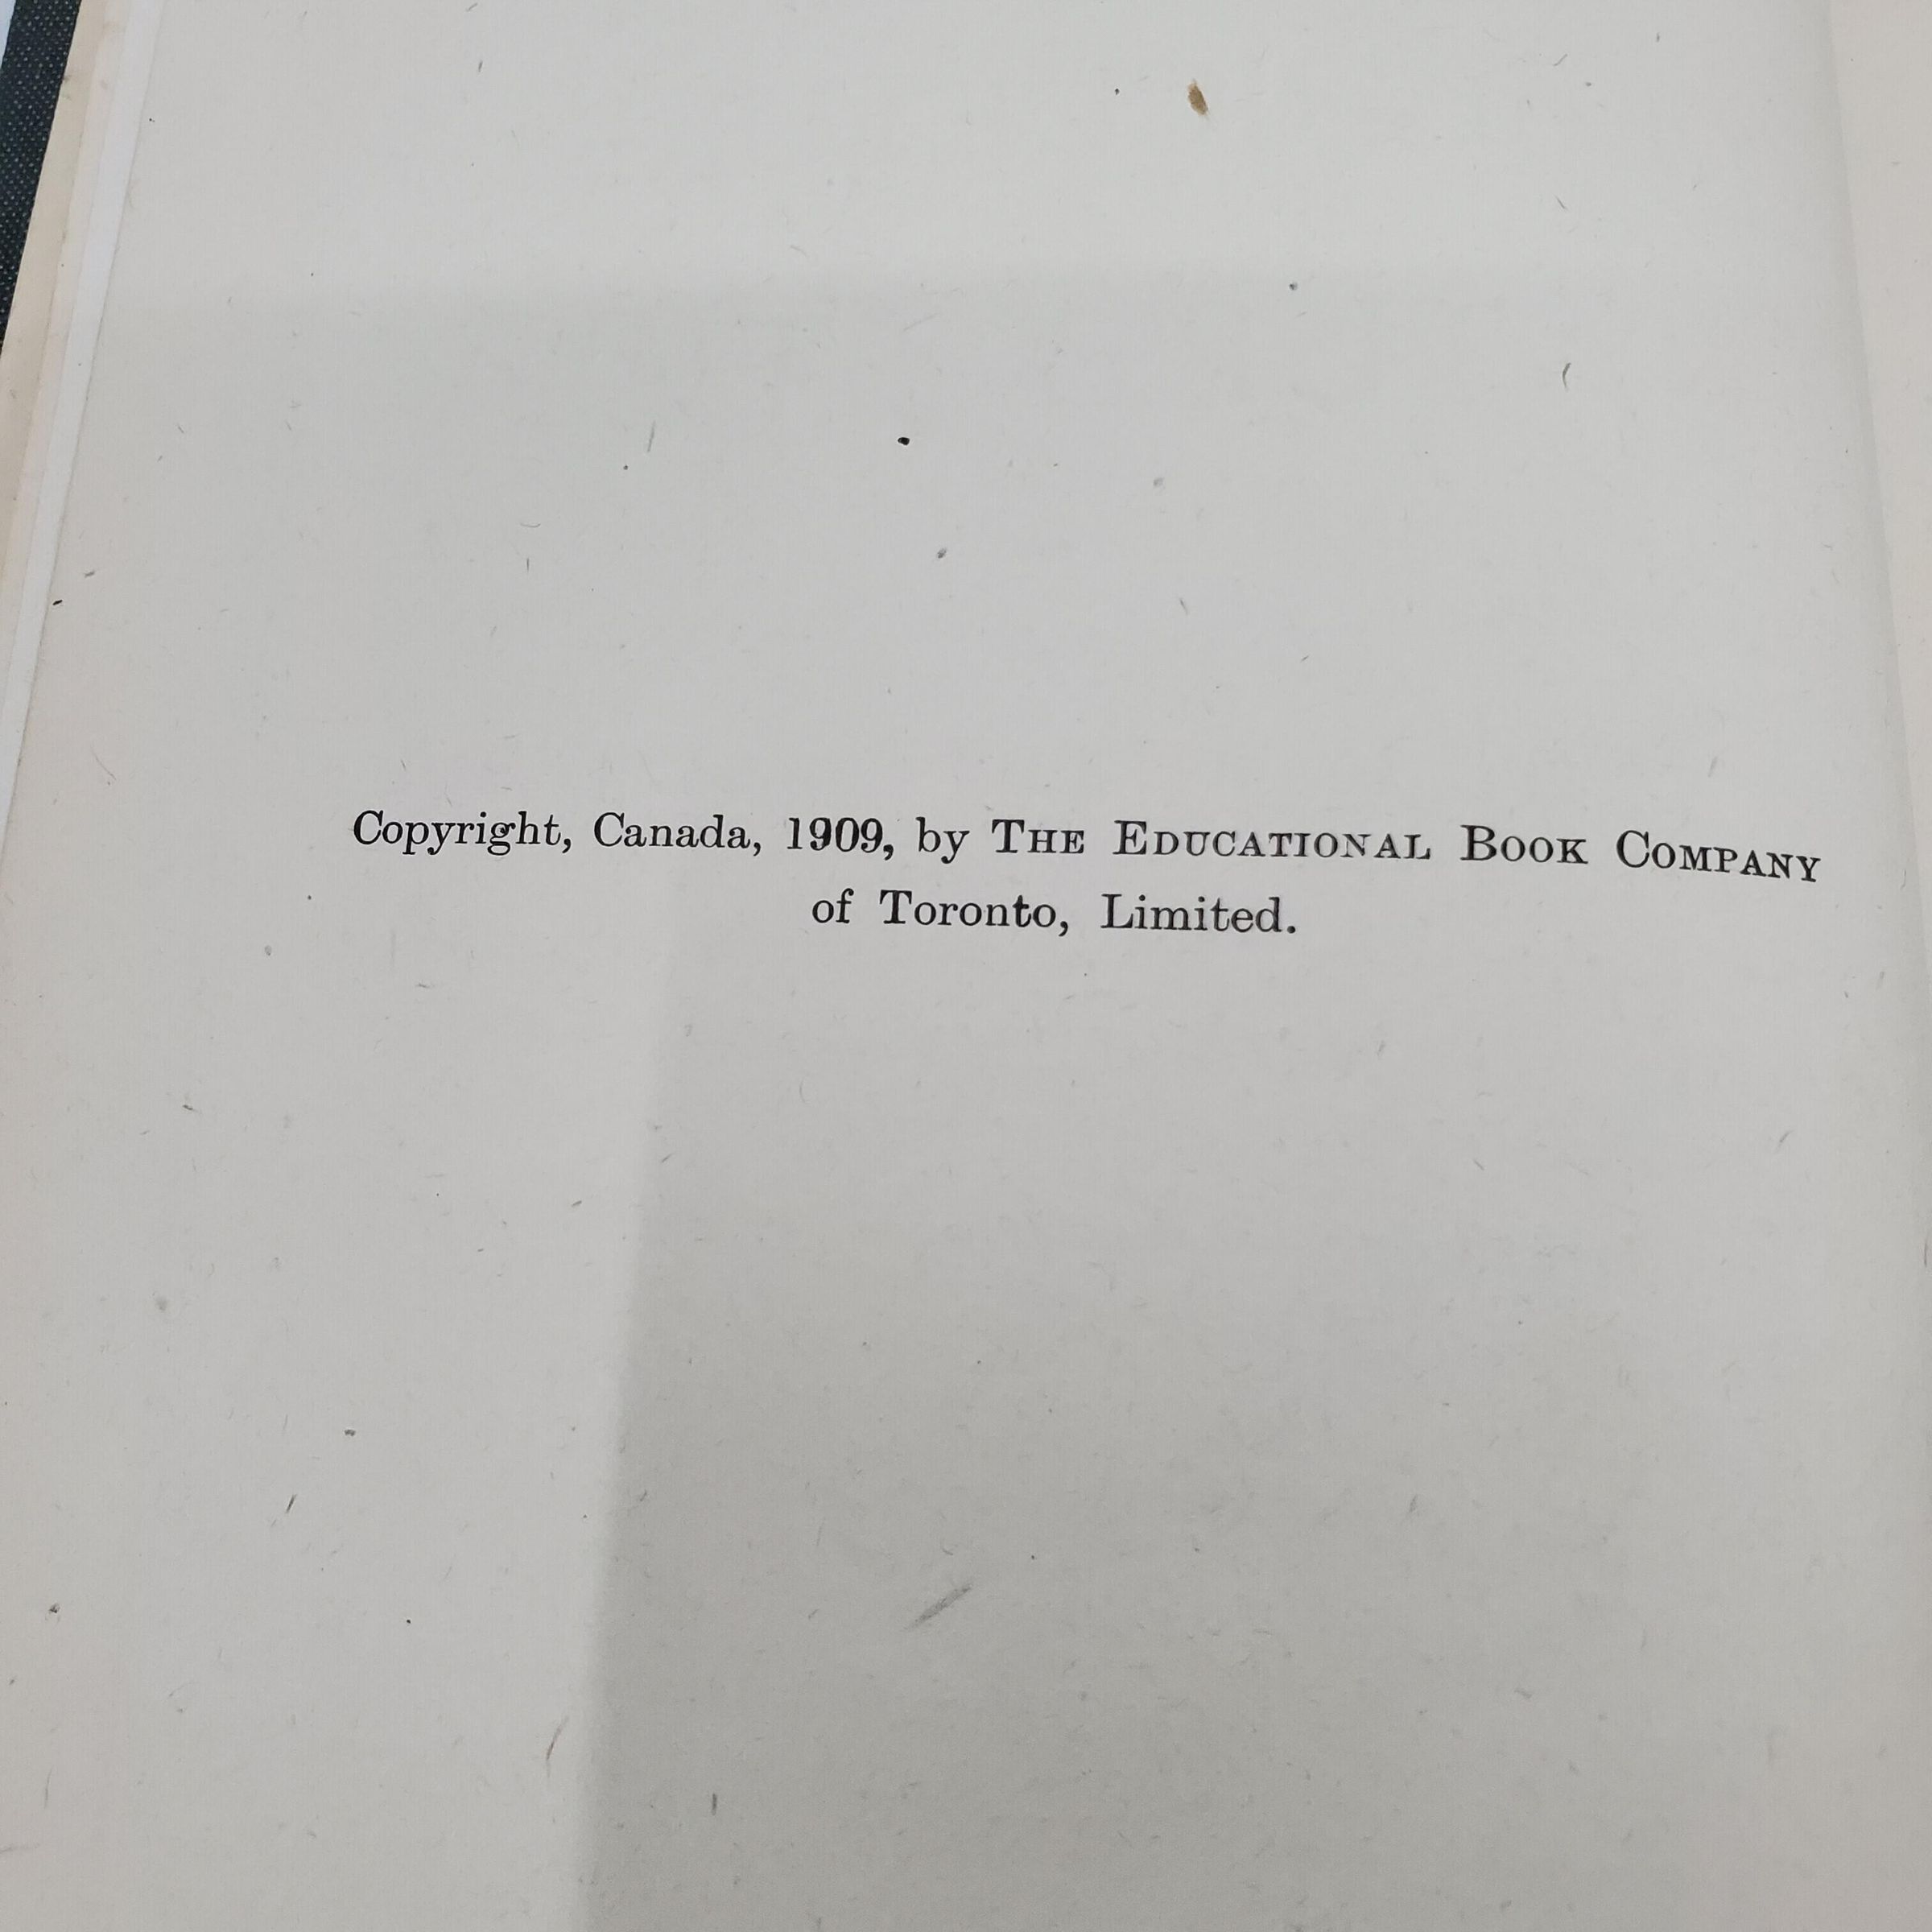 Copyright, Canada, 1909, by THE EDUCATIONAL BOOK COMPANY
of Toronto, Limited.